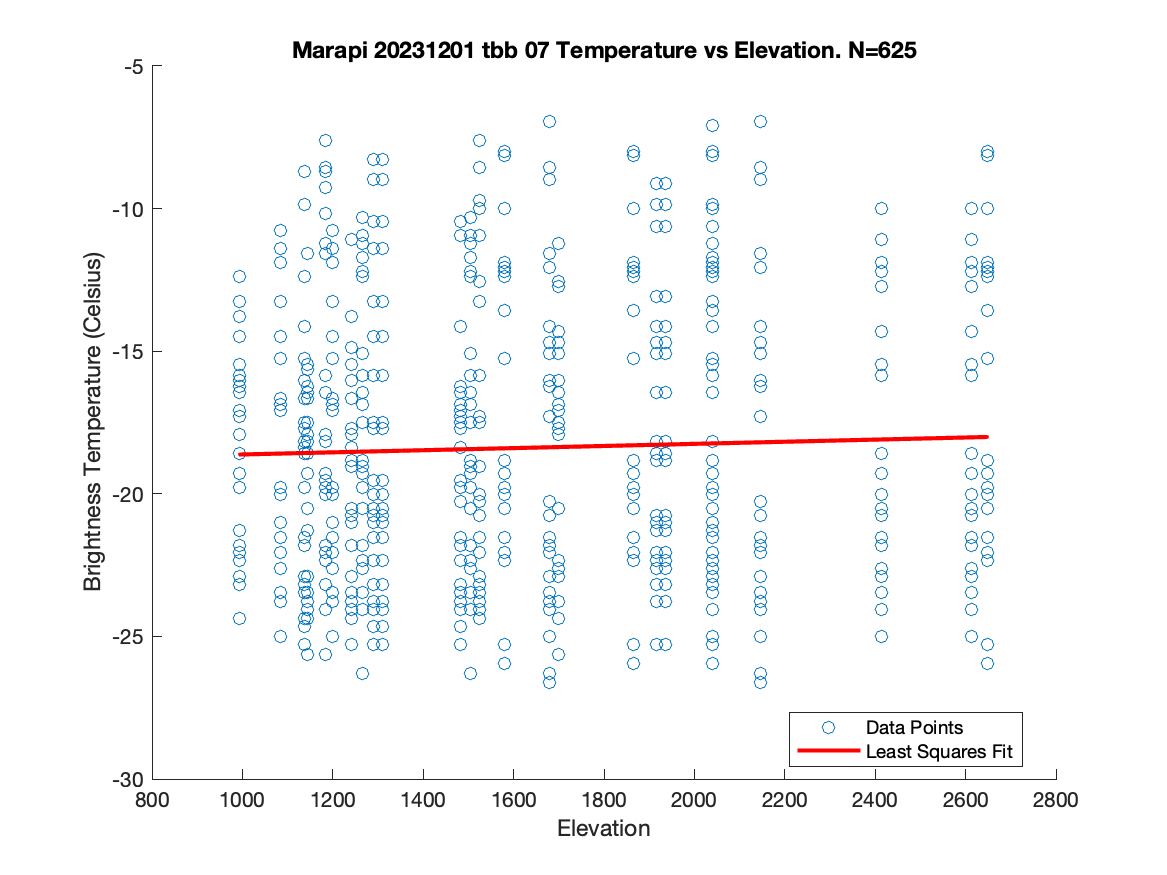 Marapi 20231201 tbb 07 Temperature vs Elevation. N=625
-5
-10
-15
-20
-25
-30
Brightness Temperature (Celsius)
Data Points
Least Squares Fit
800 1000 1200 1400 1600 1800 2000 2200 2400 2600 2800
Elevation